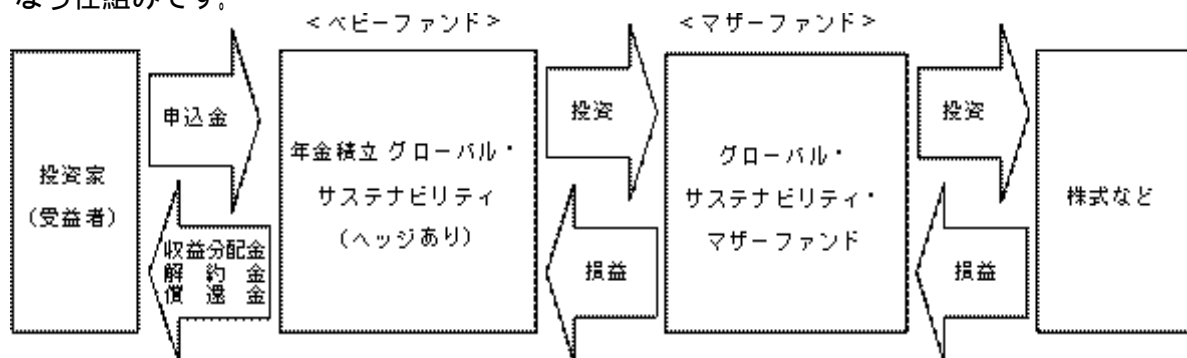 なう仕組みです。
＜ベビーファンド＞
＜マザーファンド＞
投資家
（受益者）
申込金
収益分配金
解約金
償還金
年金積立 グローバル・
サステナビリティ
（ヘッジあり）
投資
損益
グローバル・
サステナビリティ・
マザーファンド
投資
損益
株式など